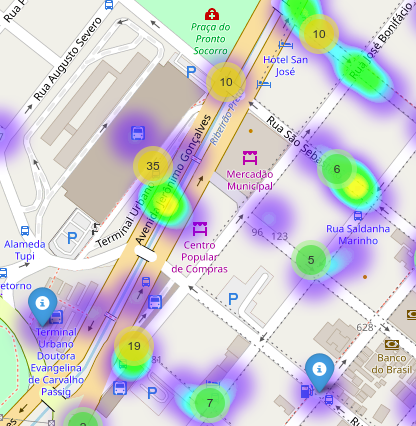 Praça do
Pronto
Socorro
Rua Augusto Severo
Rua José Bonifácio
10
Hotel San
José
10
P
Ribeirão Preto
Avenida Jerônimo Gonçalves
Rua São Seba
35
Mercadão
Municipal
6
Terminal Urbano
P
Alameda
Tupi
Centro
Popular
de Compras
96
123
Rua Saldanha
Marinho
5
etorno
P
Terminal
Urbano
Doutora
Evangelina
de Carvalho
Passig
628
19
81
Banco
do Brasil
P
7
Ru